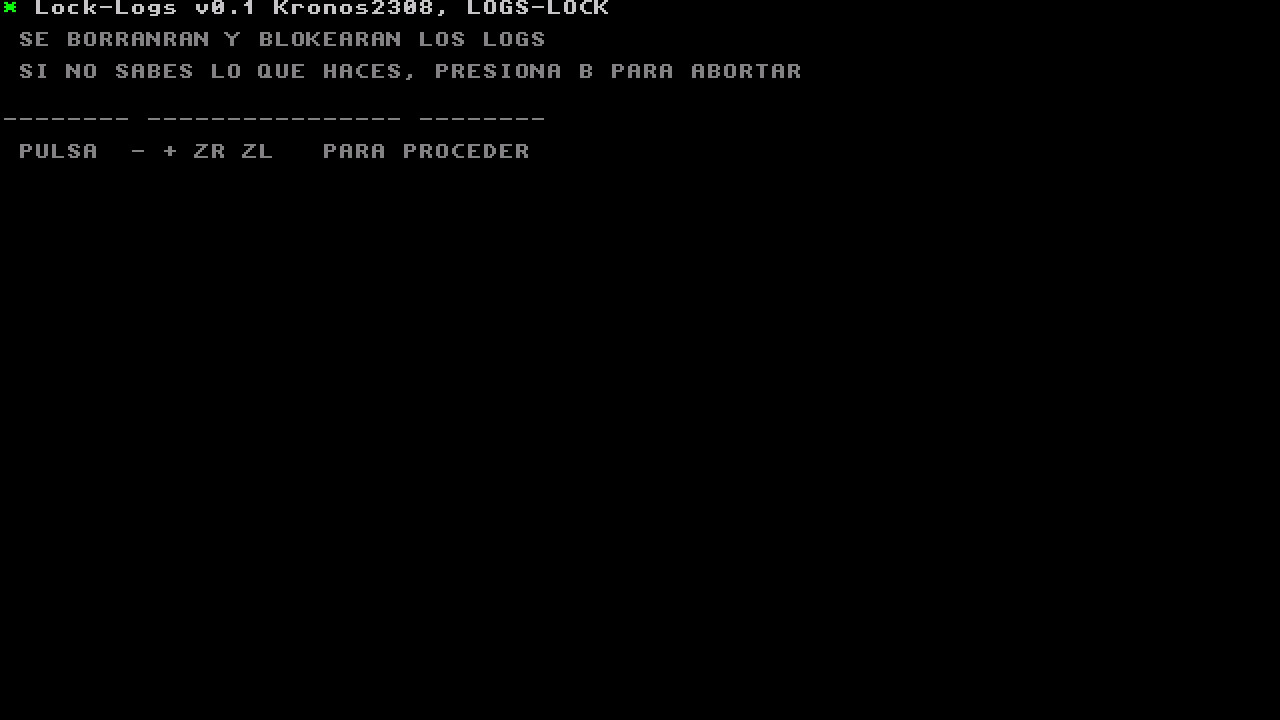 * Lock-Logs v0.1 Kronos2308, LOGS-LOCK
SE BORRANRAN Y BLOKEARAN LOS LOGS
SI NO SABES LO QUE HACES, PRESIONA B PARA ABORTAR
-------- ---------------- --------
PULSA - + ZR ZL PARA PROCEDER